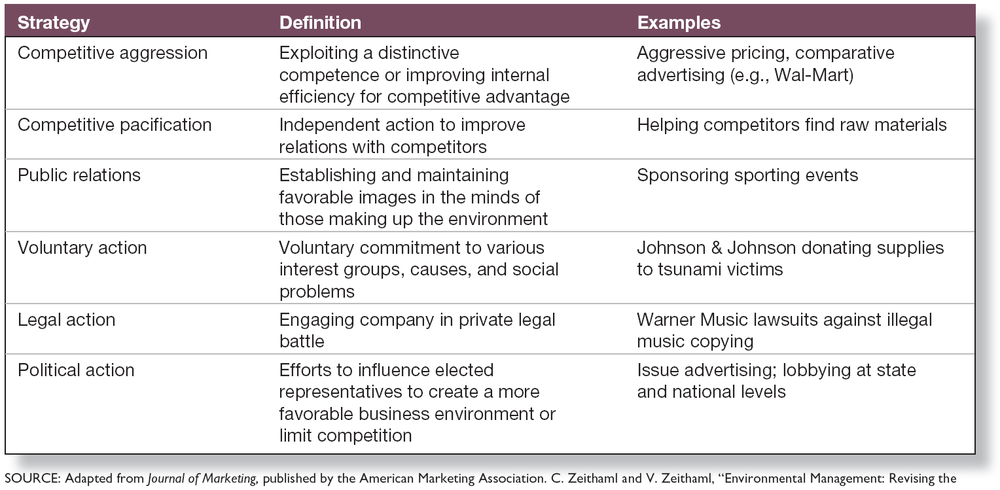 Strategy Definition Examples
Competitive aggression Exploiting a distinctive Aggressive pricing, comparative
competence or improving internal advertising (e.g., Wal-Mart)
efficiency for competitive advantage
Competitive pacification Independent action to improve Helping competitors find raw materials
relations with competitors
Public relations Establishing and maintaining Sponsoring sporting events
favorable images in the minds of
those making up the environment
Voluntary action Voluntary commitment to various Johnson & Johnson donating supplies
interest groups, causes, and social to tsunami victims
problems
Legal action Engaging company in private legal Warner Music lawsuits against illegal
battle music copying
Political action Efforts to influence elected Issue advertising; lobbying at state
representatives to create a more and national levels
favorable business environment or
limit competition
SOURCE: Adapted from Journal of Marketing, published by the American Marketing Association. C. Zeithaml and V. Zeithaml, “Environmental Management: Revising the